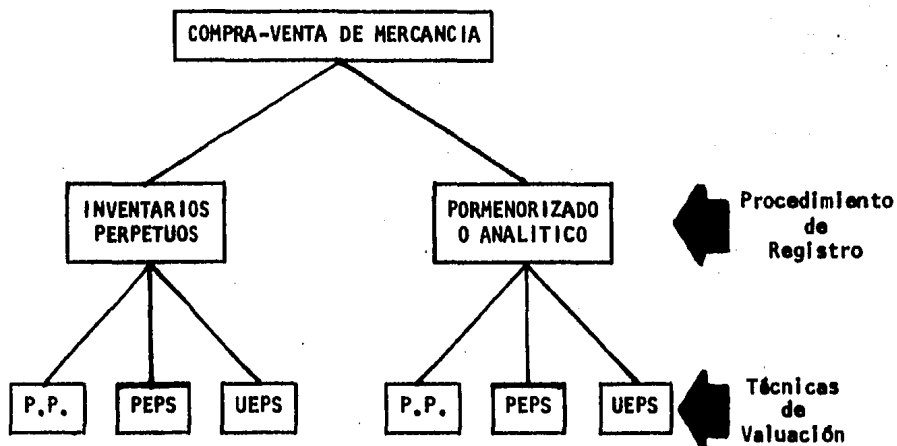 COMPRA-VENTA DE MERCANCIA
INVENTARIOS
PERPETUOS
PORMENORIZADO
O ANALITICO
Procedimiento
de
Registro
P.P.
PEPS
UEPS
P.P.
PEPS
UEPS
Técnicas
de
Valuación